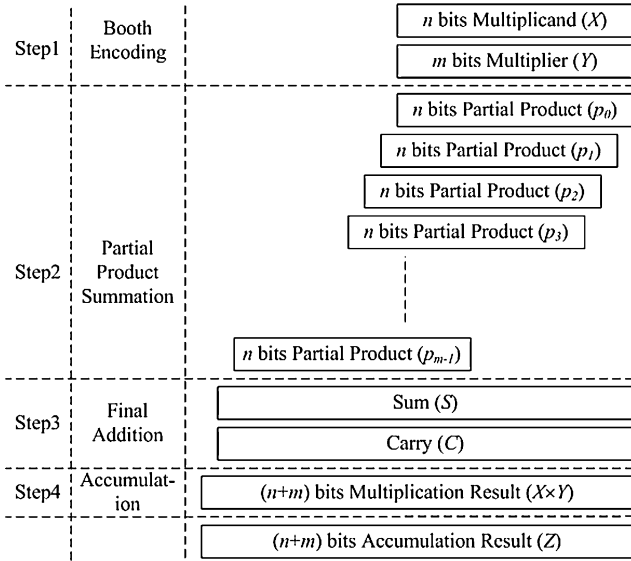 Step1
Booth
Encoding
n bits Multiplicand (X)
m bits Multiplier (Y)
Step2
Partial
Product
Summation
n bits Partial Product (p0)
n bits Partial Product (p1)
n bits Partial Product (p2)
n bits Partial Product (p3)
n bits Partial Product (pm-1)
Step3
Final
Addition
Sum (S)
Carry (C)
Step4
Accumulat-
ion
(n+m) bits Multiplication Result (X×Y)
(n+m) bits Accumulation Result (Z)